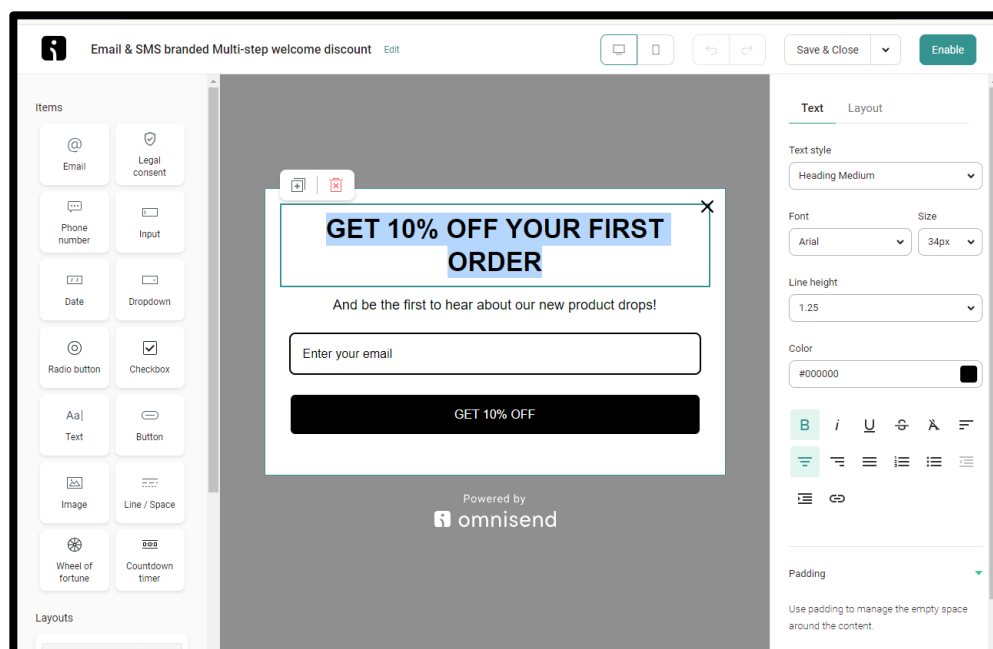 Email & SMS branded Multi-step welcome discount Edit
Save & Close
Enable
Items
Email
Legal
consent
Phone
number
Input
Date
Dropdown
Radio button
Checkbox
Aa|
Text
Button
Image
Line / Space
Wheel of
fortune
Countdown
timer
Layouts
GET 10% OFF YOUR FIRST
ORDER
And be the first to hear about our new product drops!
Enter your email
GET 10% OFF
Powered by
omnisend
Text Layout
Text style
Heading Medium
Font Size
Arial 34px
Line height
1.25
Color
#000000
B i U S A
Padding
Use padding to manage the empty space
around the content.